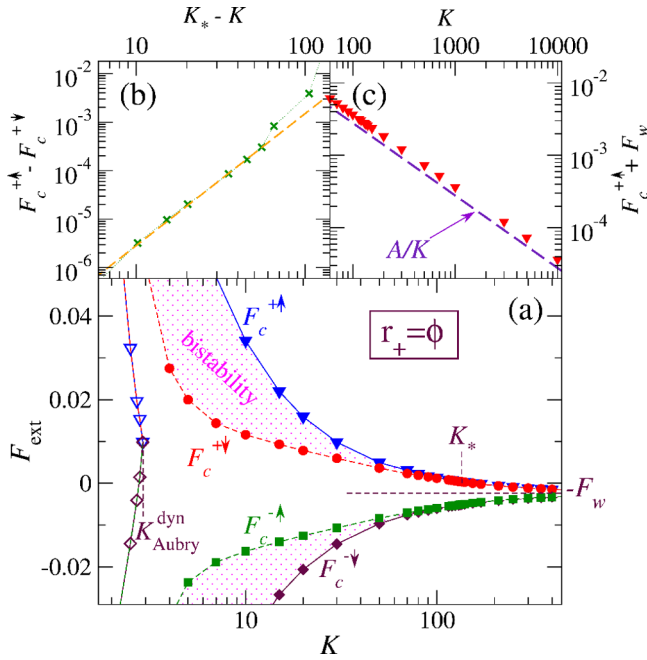 K* - K
K
10
100
100
1000
10000
10^-2
10^-3
10^-4
10^-5
10^-6
(b)
(c)
10^-2
10^-4
F_c^+↑ - F_c^+↓
F_c^+↑ + F_w
A/K
0.04
0.02
0
-0.02
F_ext
(a)
F_c^+↑
r_+=ϕ
bistability
K_*
F_c^+↓
-F_w
K_Aubry^dyn
F_c^-↑
F_c^-↓
10
100
K